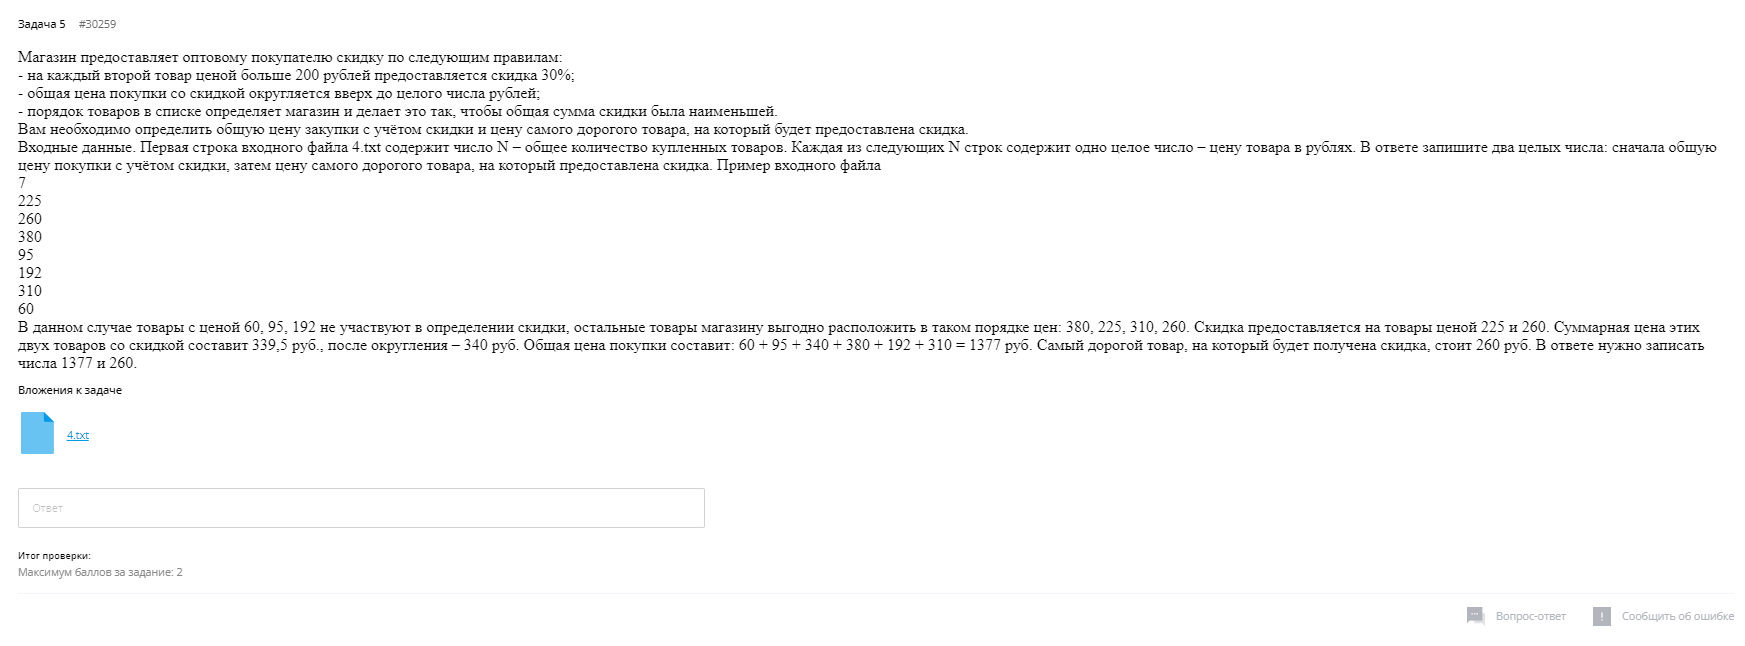 Задача 5 #30259
Магазин предоставляет оптовому покупателю скидку по следующим правилам:
- на каждый второй товар ценой больше 200 рублей предоставляется скидка 30%;
- общая цена покупки со скидкой округляется вверх до целого числа рублей;
- порядок товаров в списке определяет магазин и делает это так, чтобы общая сумма скидки была наименьшей.
Вам необходимо определить общую цену закупки с учётом скидки и цену самого дорогого товара, на который будет предоставлена скидка.
Входные данные. Первая строка входного файла 4.txt содержит число N – общее количество купленных товаров. Каждая из следующих N строк содержит одно целое число – цену товара в рублях. В ответе запишите два целых числа: сначала общую
цену покупки с учётом скидки, затем цену самого дорогого товара, на который предоставлена скидка. Пример входного файла
7
225
260
380
95
192
310
60
В данном случае товары с ценой 60, 95, 192 не участвуют в определении скидки, остальные товары магазину выгодно расположить в таком порядке цен: 380, 225, 310, 260. Скидка предоставляется на товары ценой 225 и 260. Суммарная цена этих
двух товаров со скидкой составит 339,5 руб., после округления – 340 руб. Общая цена покупки составит: 60 + 95 + 340 + 380 + 192 + 310 = 1377 руб. Самый дорогой товар, на который будет получена скидка, стоит 260 руб. В ответе нужно записать
числа 1377 и 260.
Вложения к задаче
4.txt
Ответ
Итог проверки:
Максимум баллов за задание: 2
Вопрос-ответ
Сообщить об ошибке